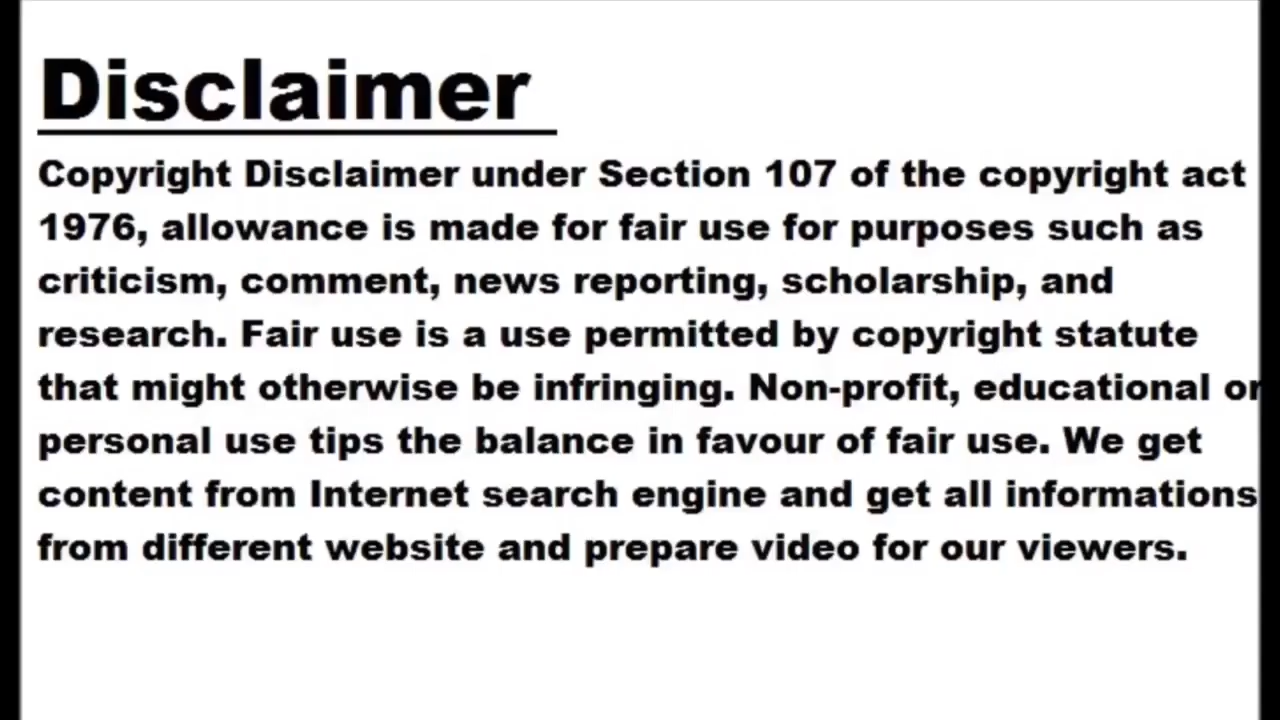 Disclaimer
Copyright Disclaimer under Section 107 of the copyright act
1976, allowance is made for fair use for purposes such as
criticism, comment, news reporting, scholarship, and
research. Fair use is a use permitted by copyright statute
that might otherwise be infringing. Non-profit, educational or
personal use tips the balance in favour of fair use. We get
content from Internet search engine and get all informations
from different website and prepare video for our viewers.